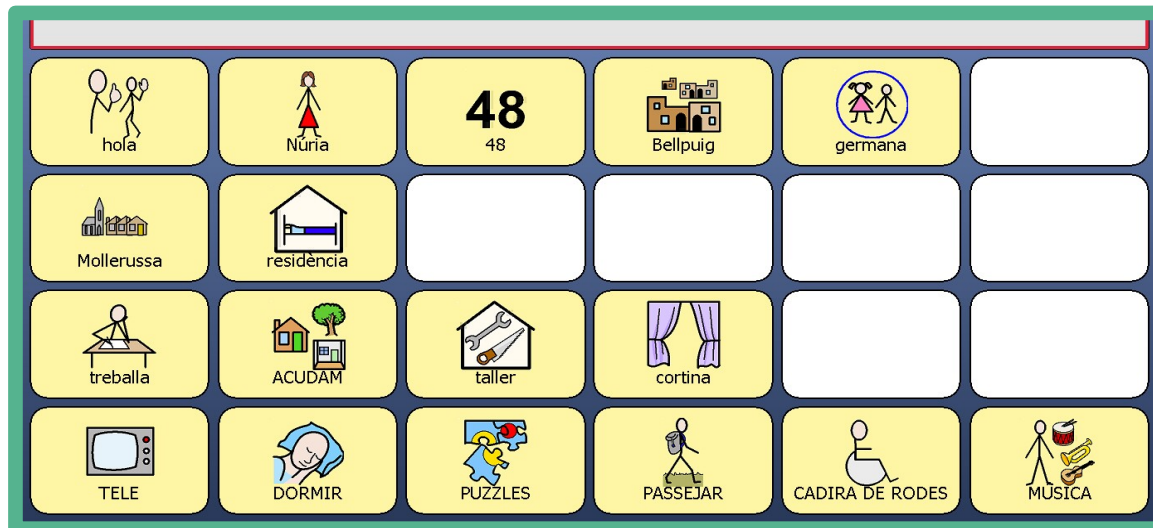 hola
Núria
48
48
Bellpuig
germana
Mollerussa
residència
treballa
ACUDAM
taller
cortina
TELE
DORMIR
PUZZLES
PASSEJAR
CADIRA DE RODES
MÚSICA